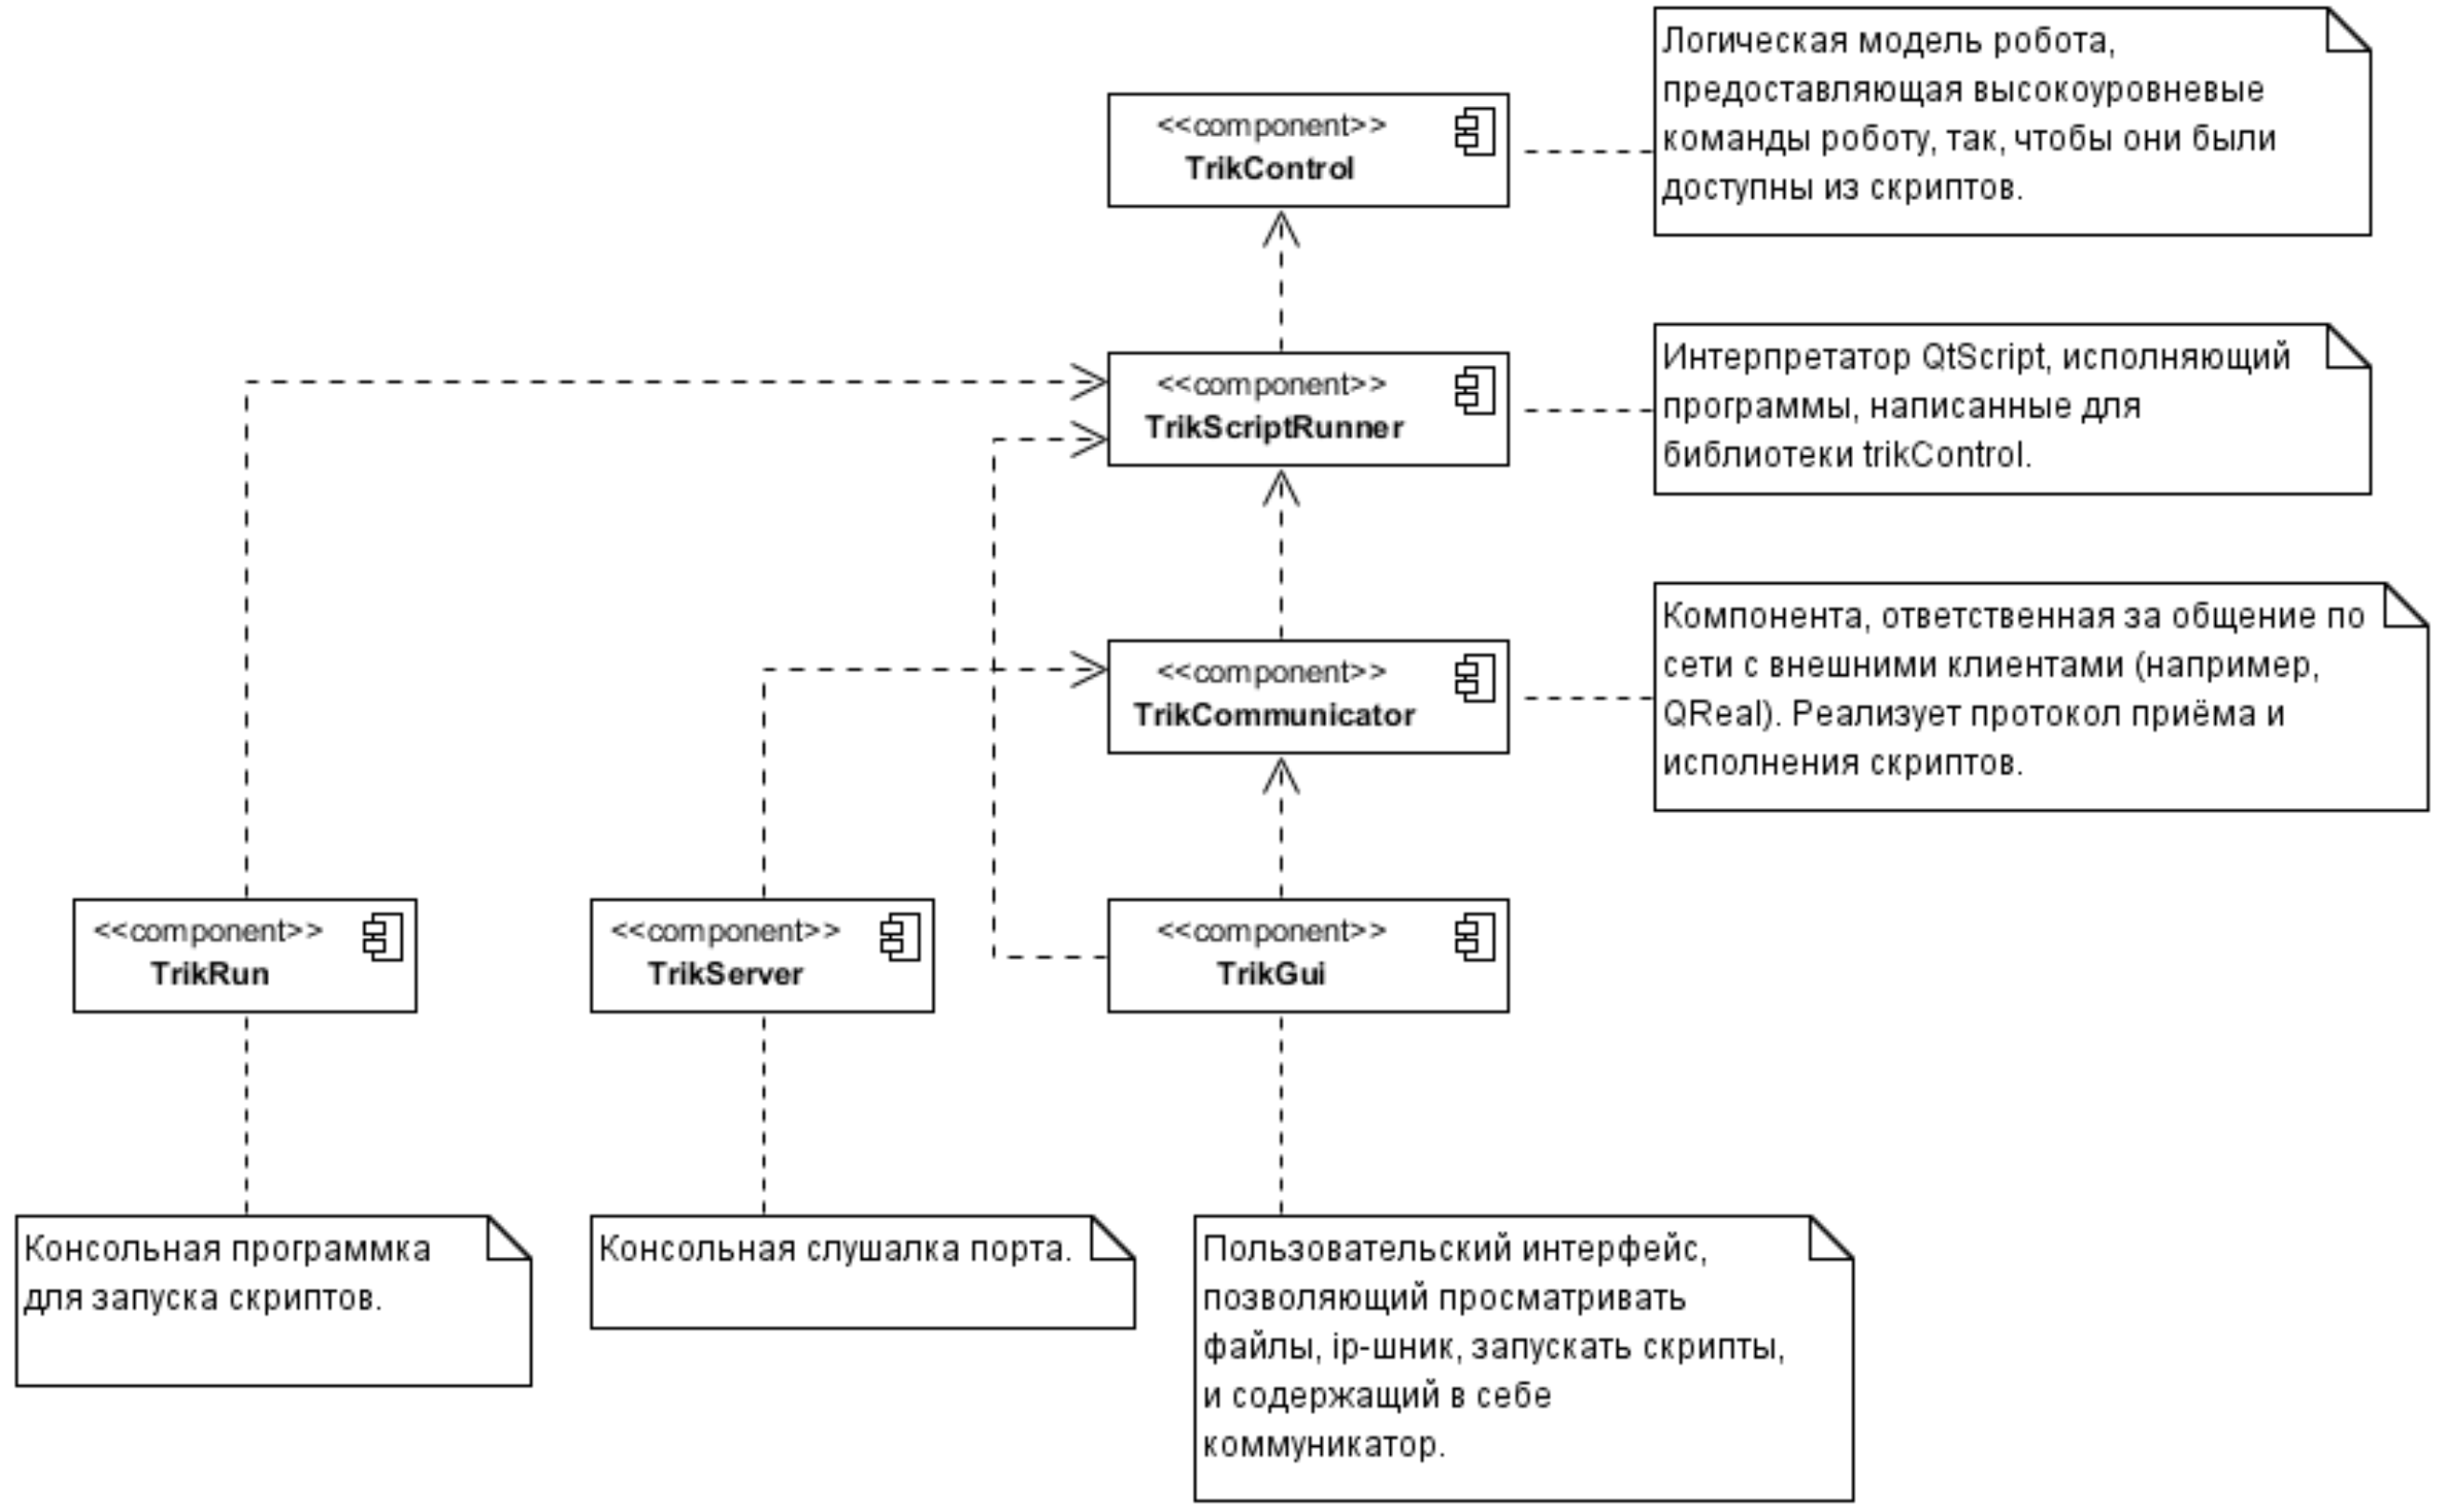 Логическая модель робота,
предоставляющая высокоуровневые
команды роботу, так, чтобы они были
доступны из скриптов.
<<component>>
TrikControl
<<component>>
TrikScriptRunner
Интерпретатор QtScript, исполняющий
программы, написанные для
библиотеки trikControl.
<<component>>
TrikCommunicator
Компонента, ответственная за общение по
сети с внешними клиентами (например,
QReal). Реализует протокол приёма и
исполнения скриптов.
<<component>>
TrikRun
<<component>>
TrikServer
<<component>>
TrikGui
Консольная программка
для запуска скриптов.
Консольная слушалка порта.
Пользовательский интерфейс,
позволяющий просматривать
файлы, ip-шник, запускать скрипты,
и содержащий в себе
коммуникатор.